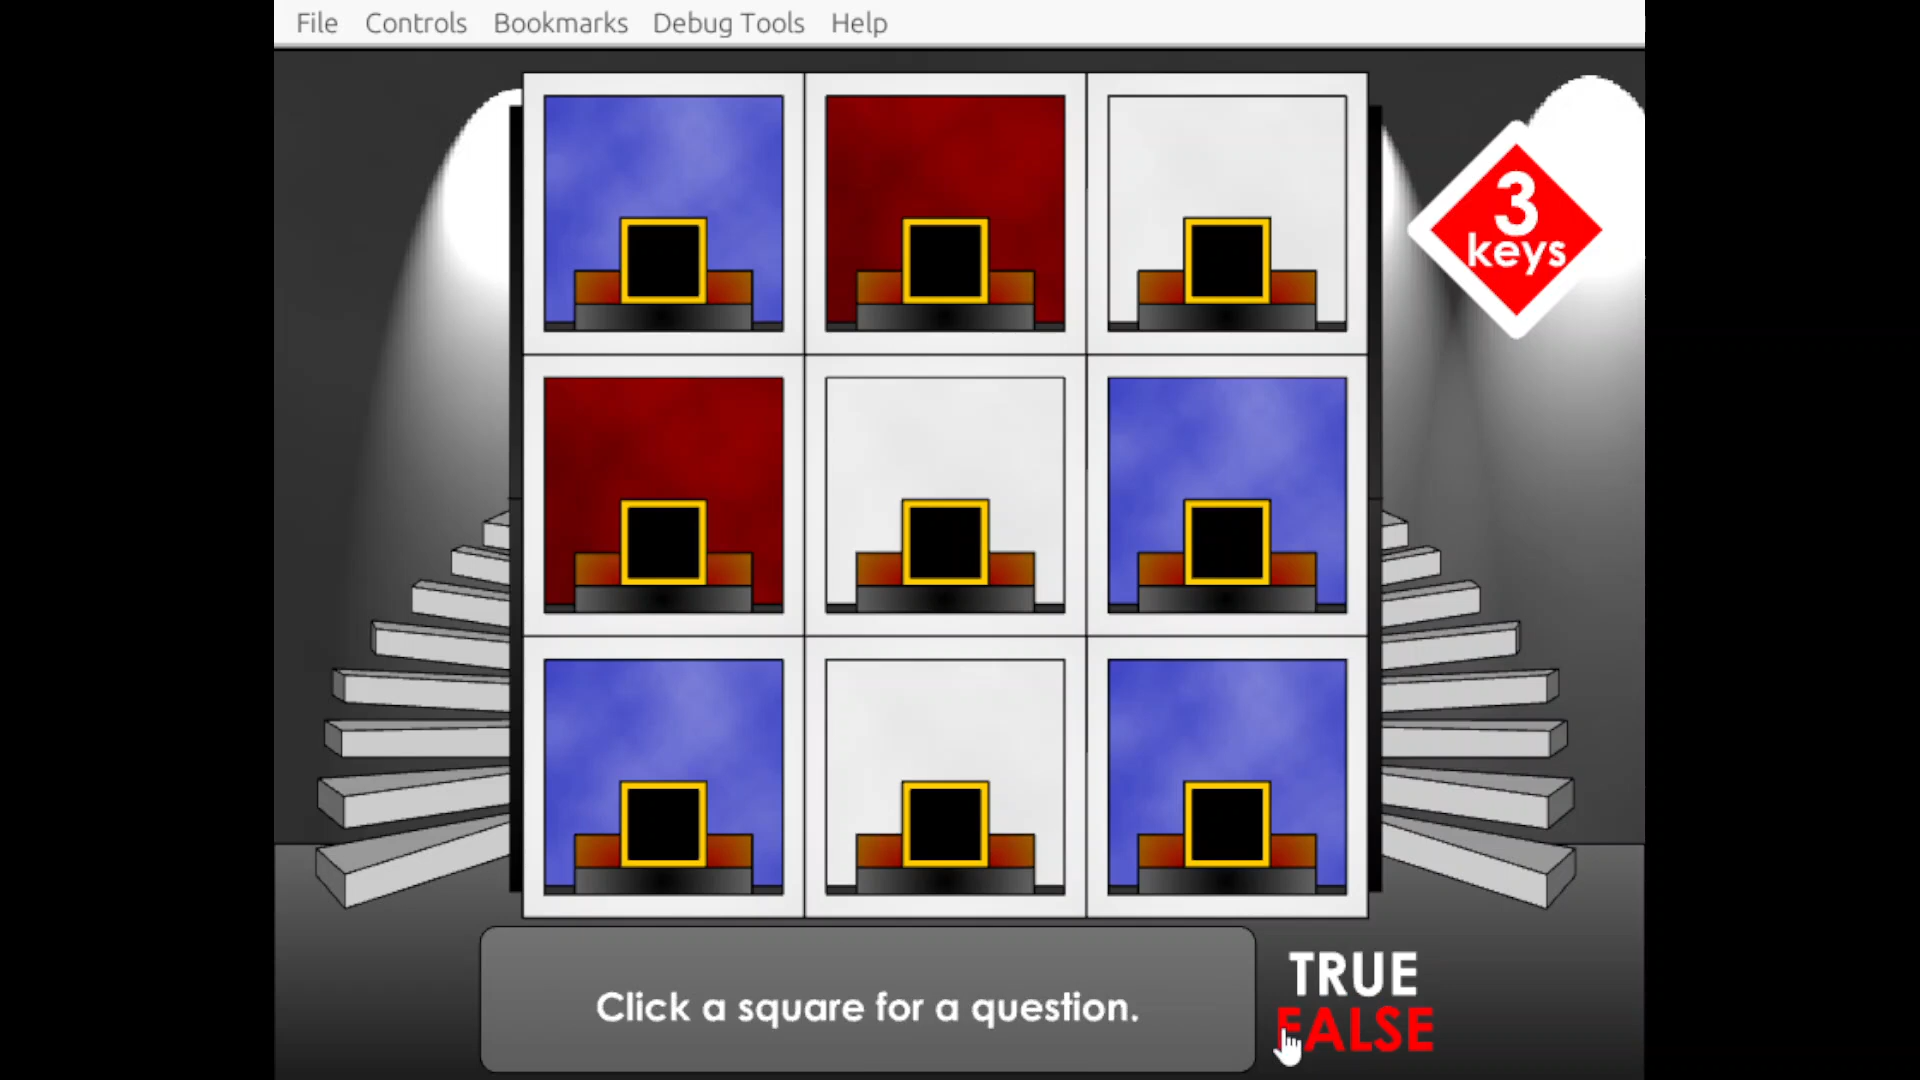 File Controls Bookmarks Debug Tools Help
3
keys
Click a square for a question.
TRUE
FALSE